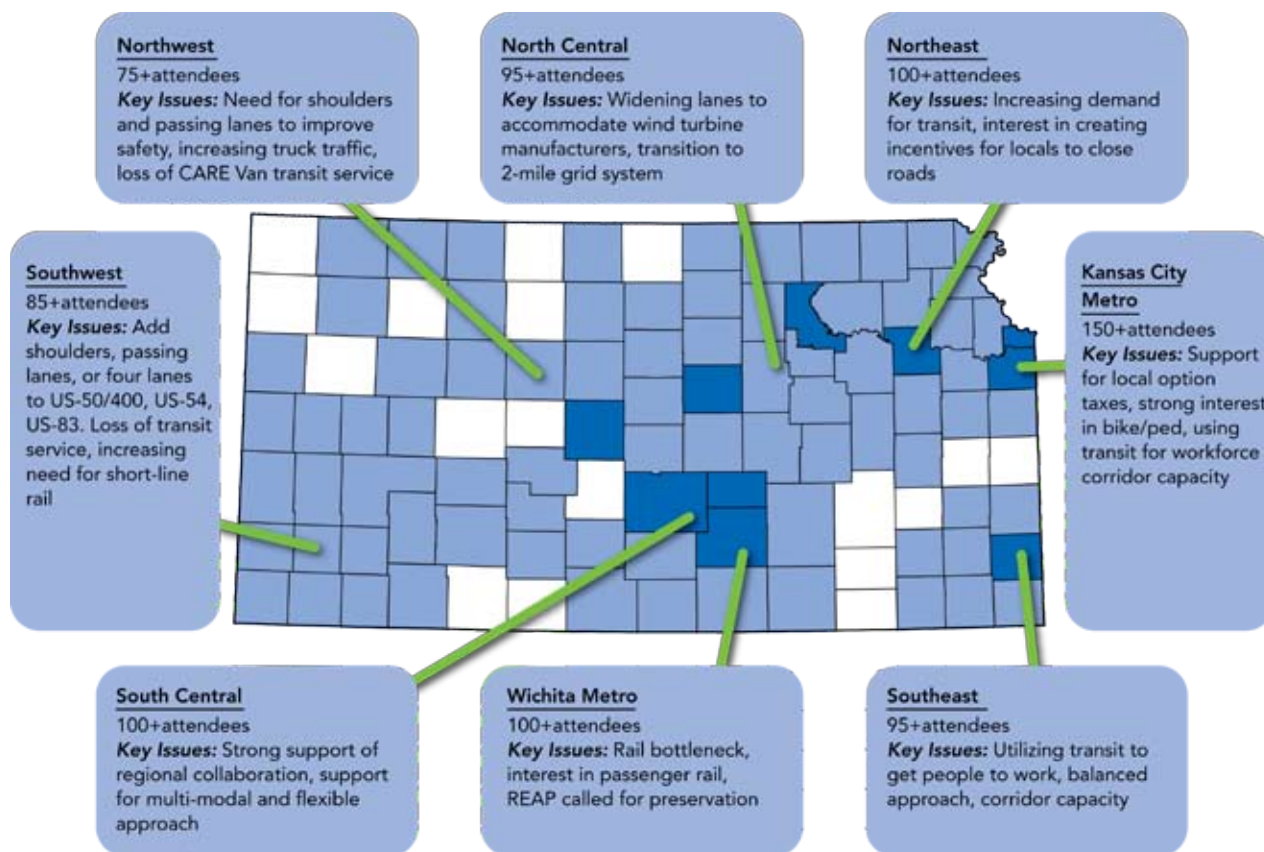 Northwest
75+attendees
Key Issues: Need for shoulders
and passing lanes to improve
safety, increasing truck traffic,
loss of CARE Van transit service
North Central
95+attendees
Key Issues: Widening lanes to
accommodate wind turbine
manufacturers, transition to
2-mile grid system
Northeast
100+attendees
Key Issues: Increasing demand
for transit, interest in creating
incentives for locals to close
roads
Southwest
85+attendees
Key Issues: Add
shoulders, passing
lanes, or four lanes
to US-50/400, US-54,
US-83. Loss of transit
service, increasing
need for short-line
rail
Kansas City
Metro
150+attendees
Key Issues: Support
for local option
taxes, strong interest
in bike/ped, using
transit for workforce
corridor capacity
South Central
100+attendees
Key Issues: Strong support of
regional collaboration, support
for multi-modal and flexible
approach
Wichita Metro
100+attendees
Key Issues: Rail bottleneck,
interest in passenger rail,
REAP called for preservation
Southeast
95+attendees
Key Issues: Utilizing transit to
get people to work, balanced
approach, corridor capacity